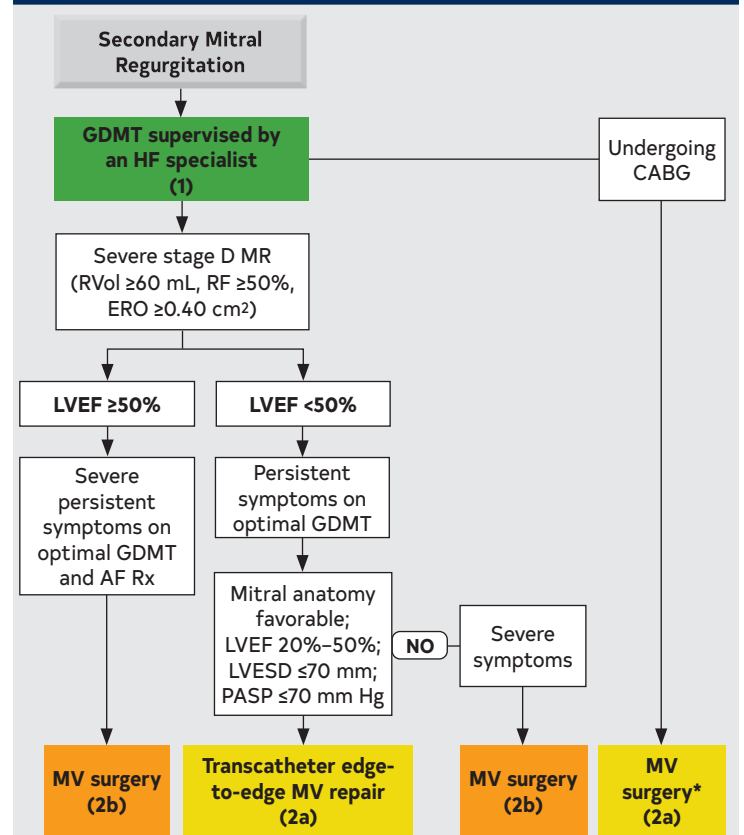 Secondary Mitral
Regurgitation
GDMT supervised by
an HF specialist
(1)
Undergoing
CABG
Severe stage D MR
(RVol ≥60 mL, RF ≥50%,
ERO ≥0.40 cm²)
LVEF ≥50%
LVEF <50%
Severe
persistent
symptoms on
optimal GDMT
and AF Rx
Persistent
symptoms on
optimal GDMT
Mitral anatomy
favorable;
LVEF 20%–50%;
LVESD ≤70 mm;
PASP ≤70 mm Hg
NO
Severe
symptoms
MV surgery
(2b)
Transcatheter edge-
to-edge MV repair
(2a)
MV surgery
(2b)
MV
surgery*
(2a)